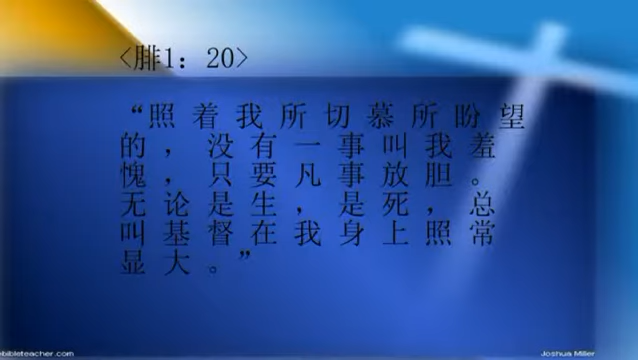 <腓1：20>
“照着我所切慕所盼望
的，没有一事叫我羞
愧，只要凡事放胆。
无论是生，是死，总
叫基督在我身上照常
显大。”
ebibleteacher.com
Joshua Miller